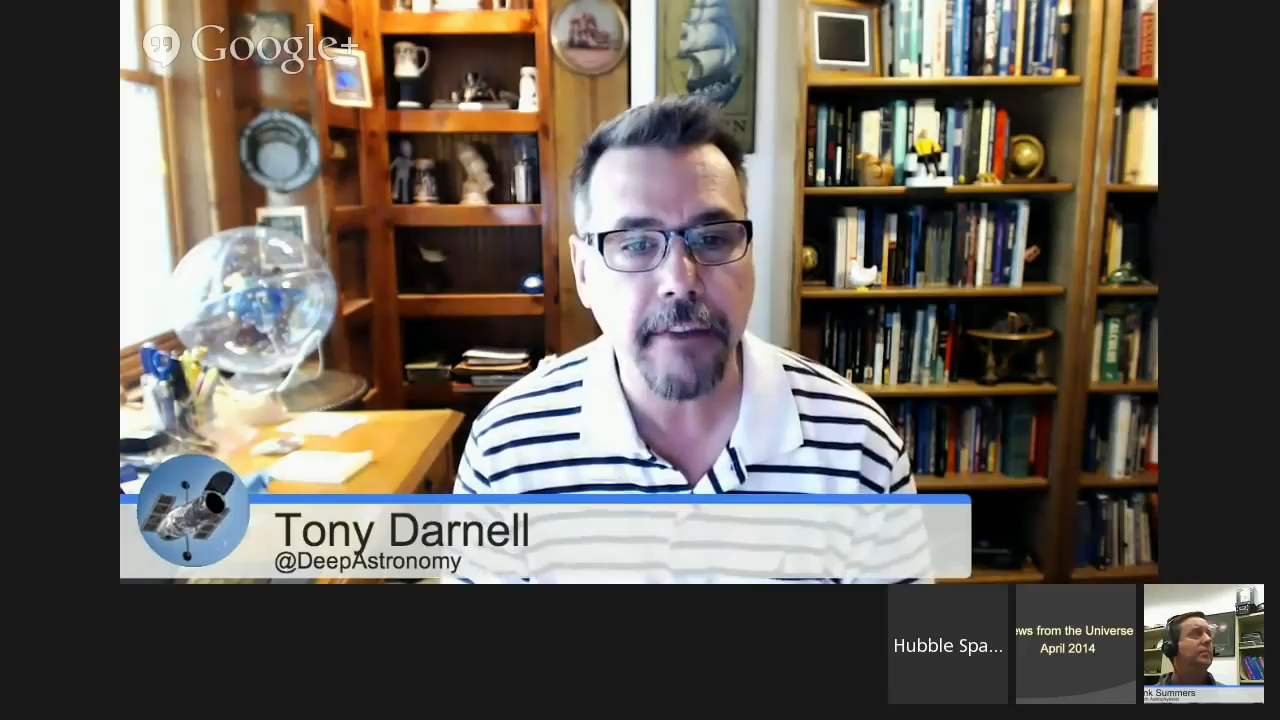 Google+
Tony Darnell
@DeepAstronomy
Hubble Spa...
ews from the Universe
April 2014
nk Summers